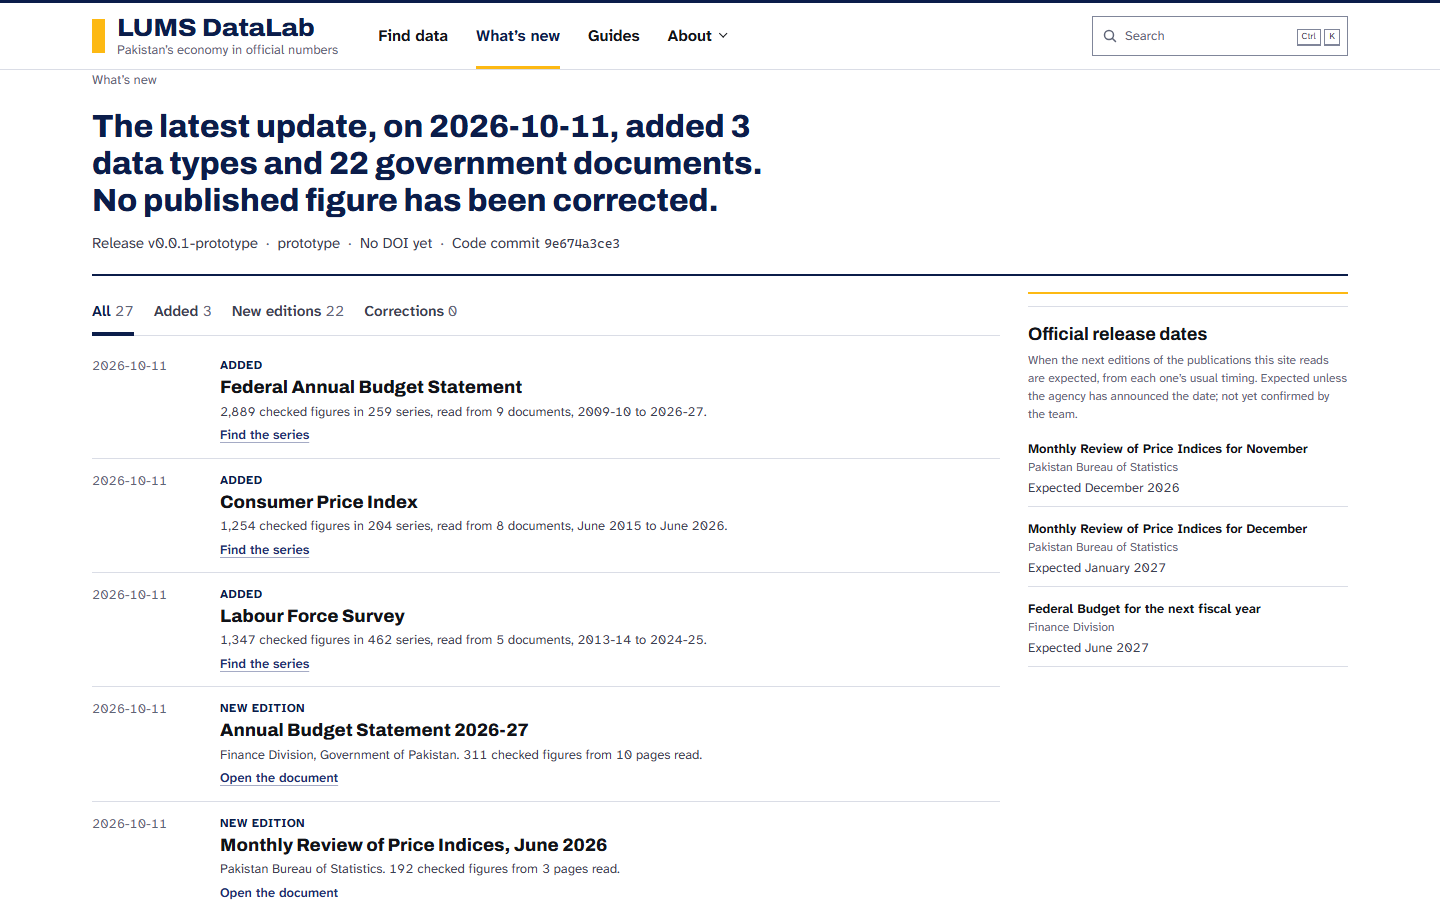 LUMS DataLab
Pakistan's economy in official numbers
Find data
What's new
Guides
About
Search
Ctrl K
What's new
The latest update, on 2026-10-11, added 3
data types and 22 government documents.
No published figure has been corrected.
Release v0.0.1-prototype · prototype · No DOI yet · Code commit 9e674a3ce3
All 27
Added 3
New editions 22
Corrections 0
2026-10-11
ADDED
Federal Annual Budget Statement
2,889 checked figures in 259 series, read from 9 documents, 2009-10 to 2026-27.
Find the series
2026-10-11
ADDED
Consumer Price Index
1,254 checked figures in 204 series, read from 8 documents, June 2015 to June 2026.
Find the series
2026-10-11
ADDED
Labour Force Survey
1,347 checked figures in 462 series, read from 5 documents, 2013-14 to 2024-25.
Find the series
2026-10-11
NEW EDITION
Annual Budget Statement 2026-27
Finance Division, Government of Pakistan. 311 checked figures from 10 pages read.
Open the document
2026-10-11
NEW EDITION
Monthly Review of Price Indices, June 2026
Pakistan Bureau of Statistics. 192 checked figures from 3 pages read.
Open the document
Official release dates
When the next editions of the publications this site reads
are expected, from each one's usual timing. Expected unless
the agency has announced the date; not yet confirmed by
the team.
Monthly Review of Price Indices for November
Pakistan Bureau of Statistics
Expected December 2026
Monthly Review of Price Indices for December
Pakistan Bureau of Statistics
Expected January 2027
Federal Budget for the next fiscal year
Finance Division
Expected June 2027